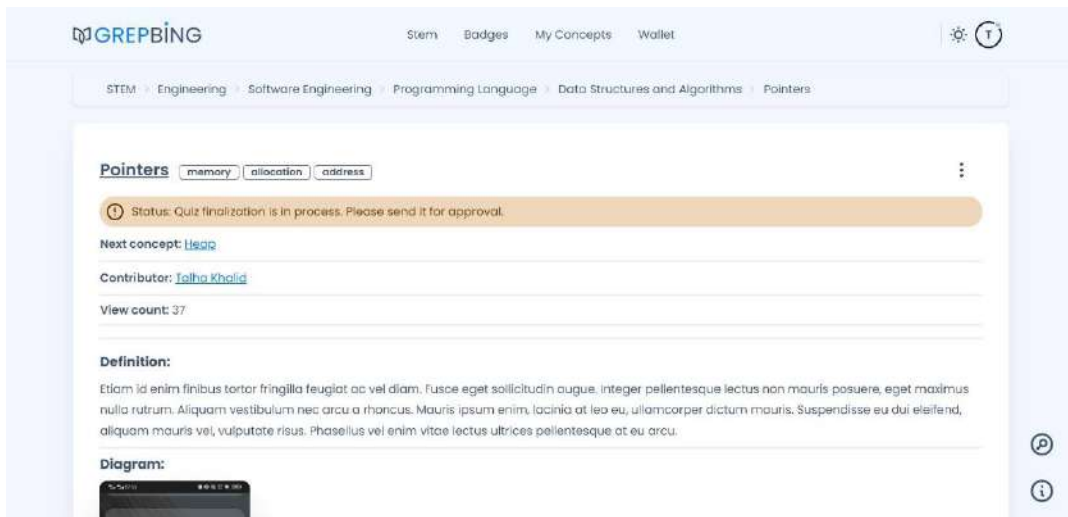 GREPBİNG
Stem Badges My Concepts Wallet
T
STEM Engineering Software Engineering Programming Language Data Structures and Algorithms Pointers
Pointers memory allocation address
Status: Quiz finalization is in process. Please send it for approval.
Next concept: Heap
Contributor: Talha Khalid
View count: 37
Definition:
Etiam id enim finibus tortor fringilla feugiat ac vel diam. Fusce eget sollicitudin augue. Integer pellentesque lectus non mauris posuere, eget maximus
nulla rutrum. Aliquam vestibulum nec arcu a rhoncus. Mauris ipsum enim, lacinia at leo eu, ullamcorper dictum mauris. Suspendisse eu dui eleifend,
aliquam mauris vel, vulputate risus. Phasellus vel enim vitae lectus ultrices pellentesque at eu arcu.
Diagram: